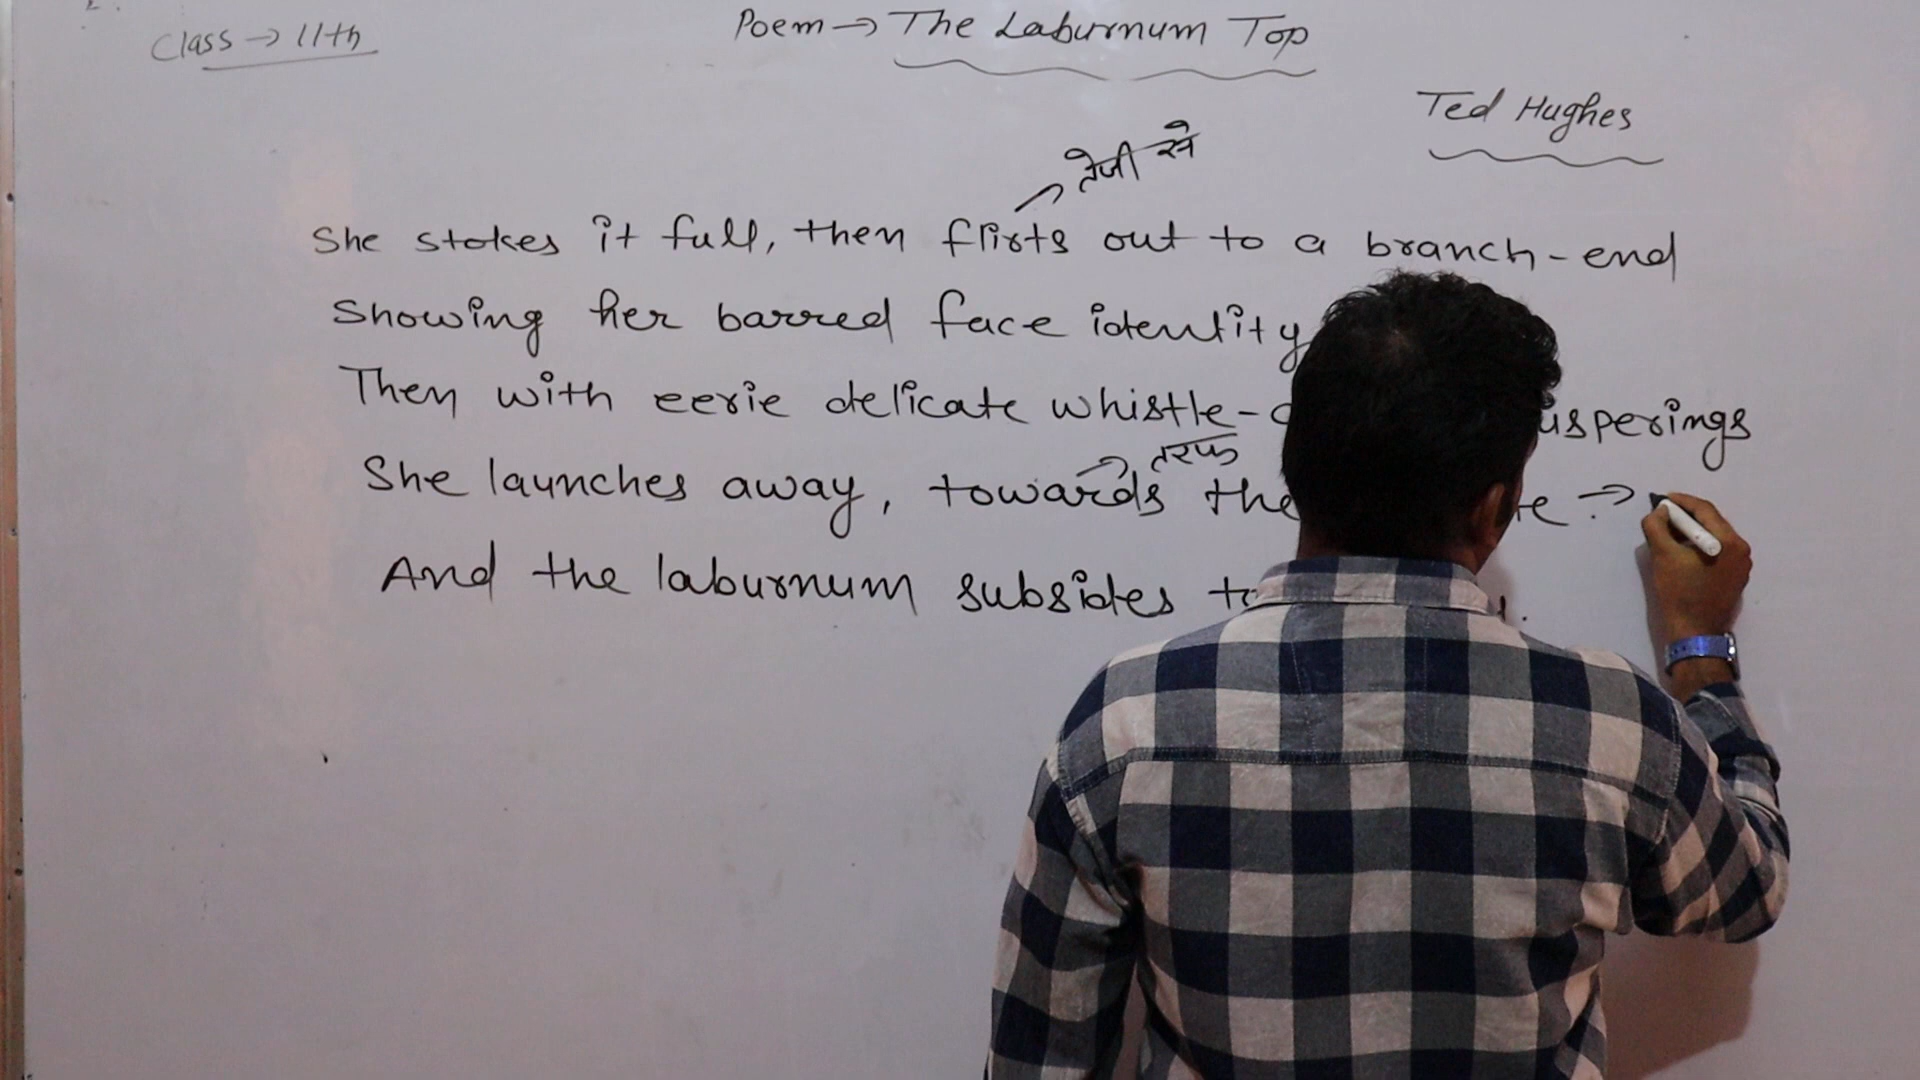 Class → 11th
Poem → The Laburnum Top
Ted Hughes
तेजी से
She stokes it full, then flirts out to a branch-end
Showing her barred face identity
Then with eerie delicate whistle-
She launches away, towards the →
तरफ
And the laburnum subsides